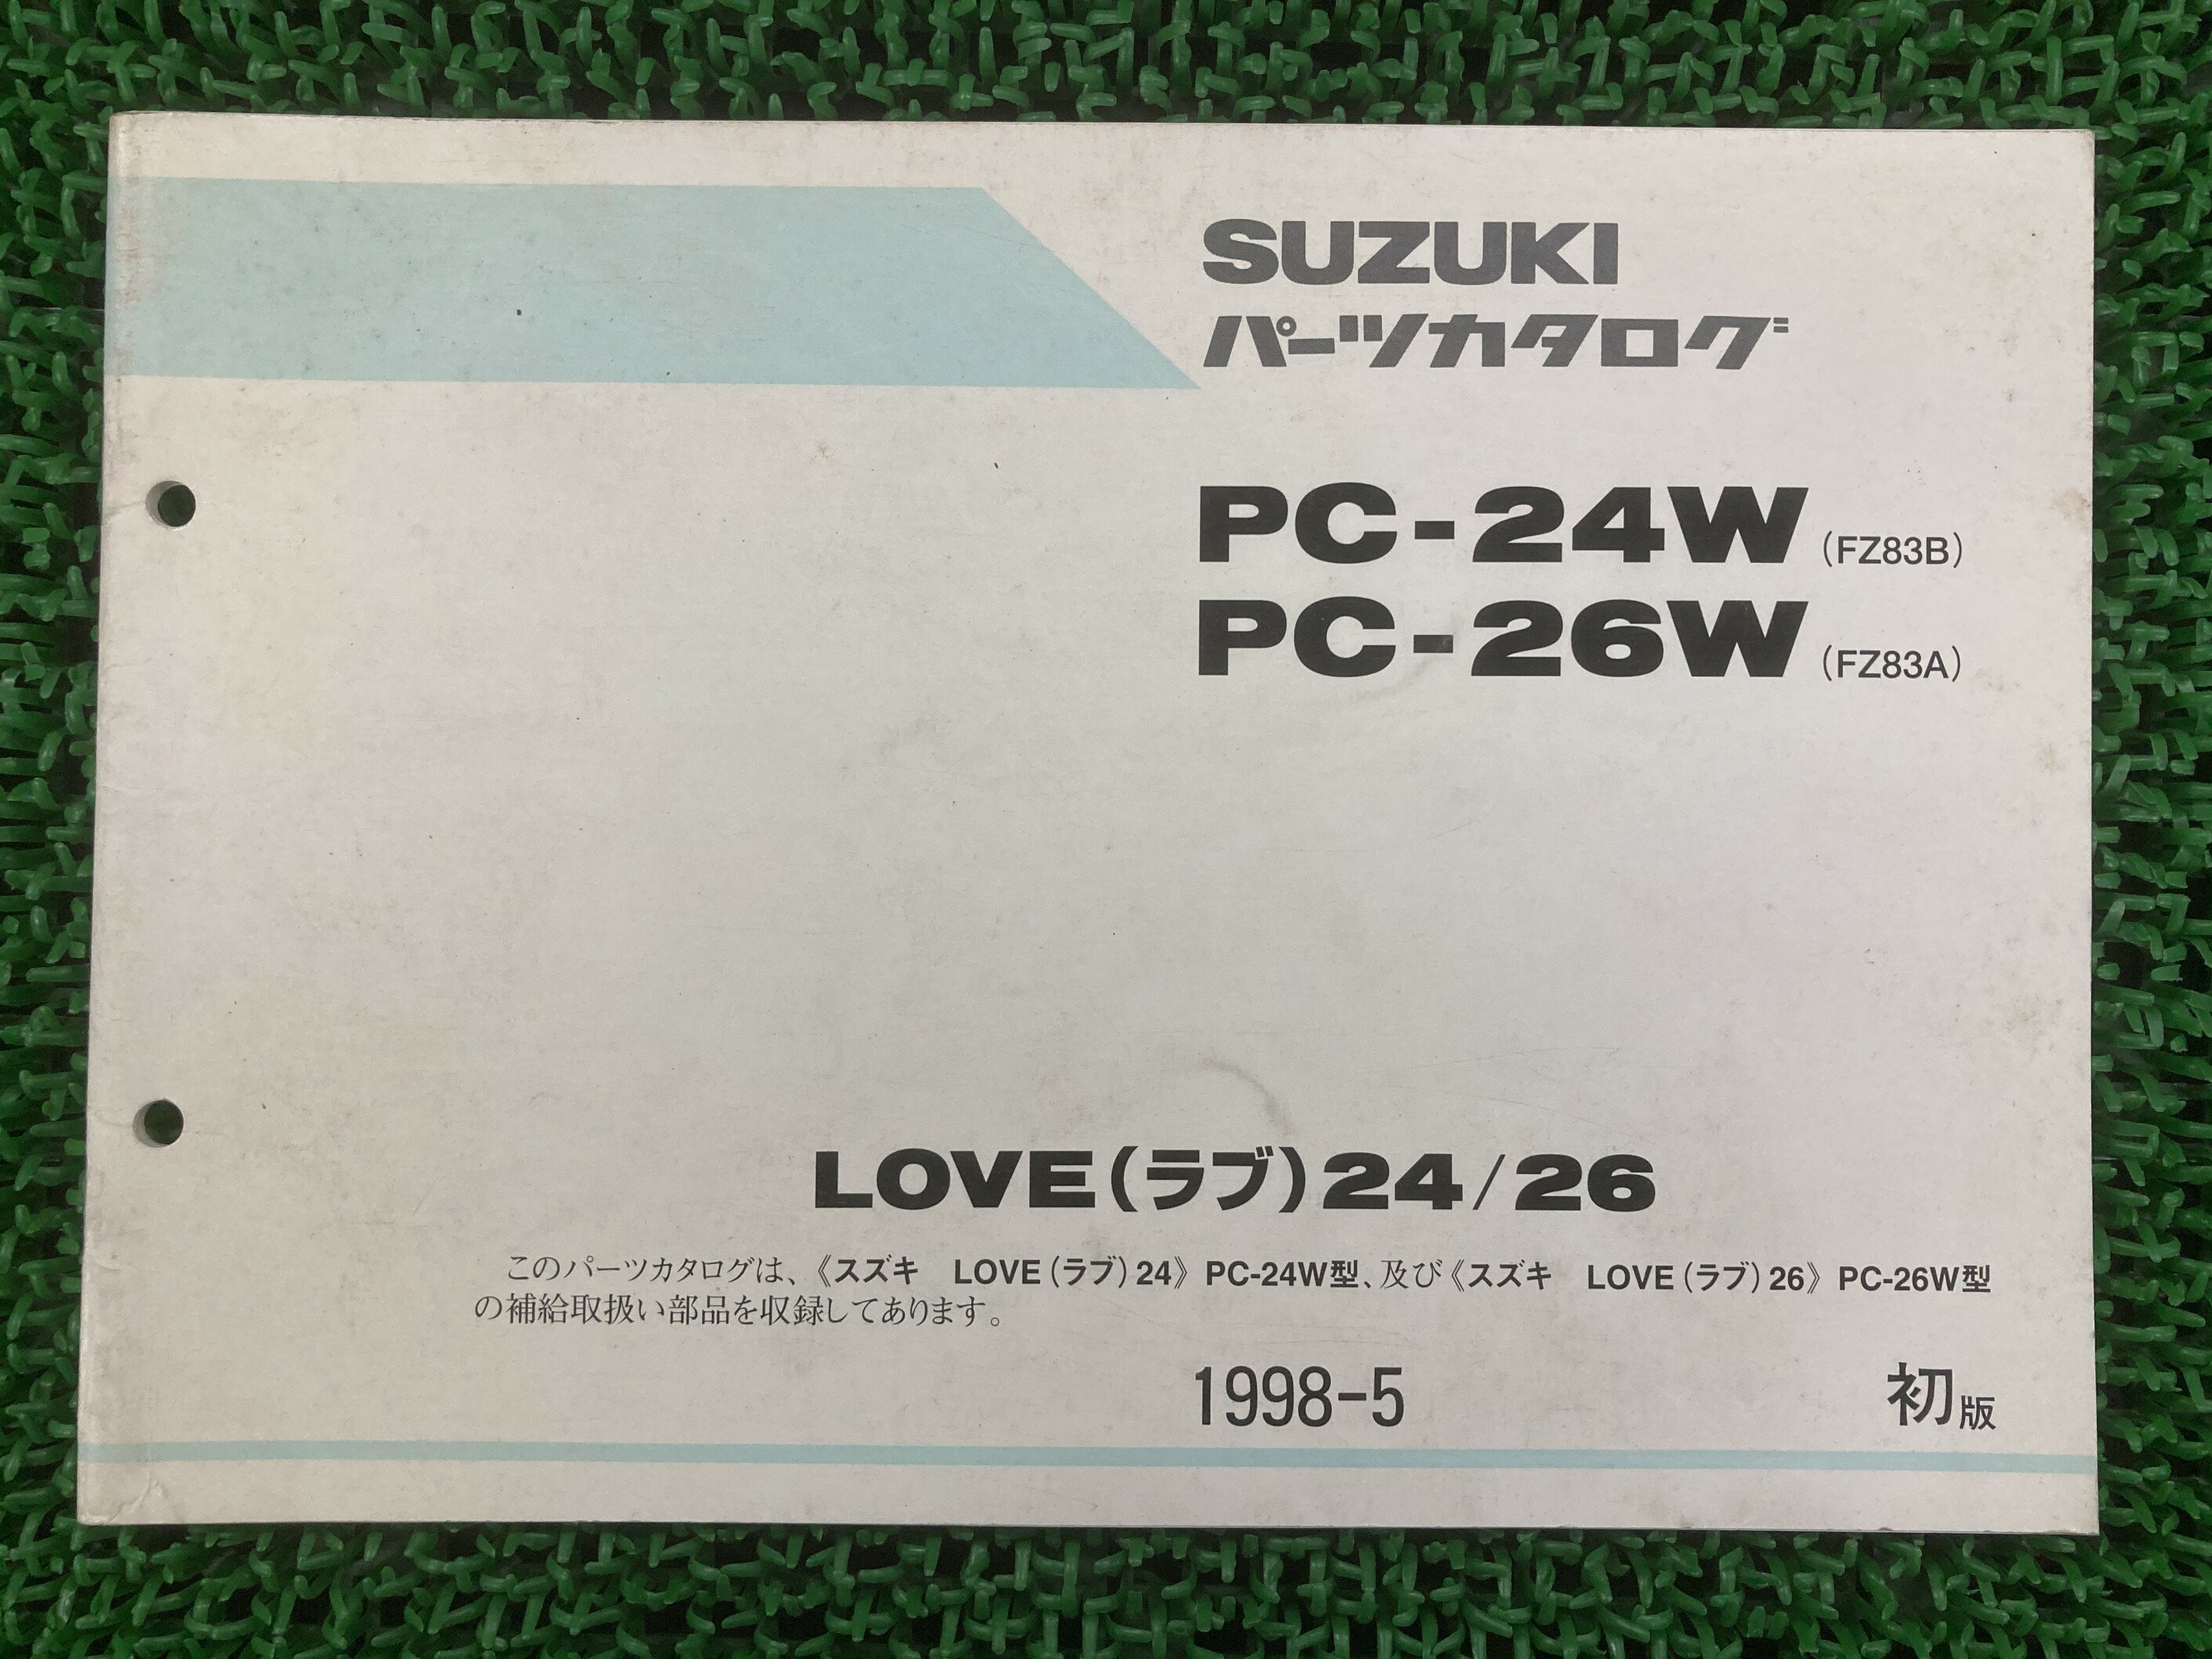 SUZUKI
パーツカタログ
PC-24W (FZ83B)
PC-26W (FZ83A)
LOVE(ラブ)24/26
このパーツカタログは、《スズキ　LOVE(ラブ)24》PC-24W型、及び《スズキ　LOVE(ラブ)26》PC-26W型
の補給取扱い部品を収録してあります。
1998-5 初版